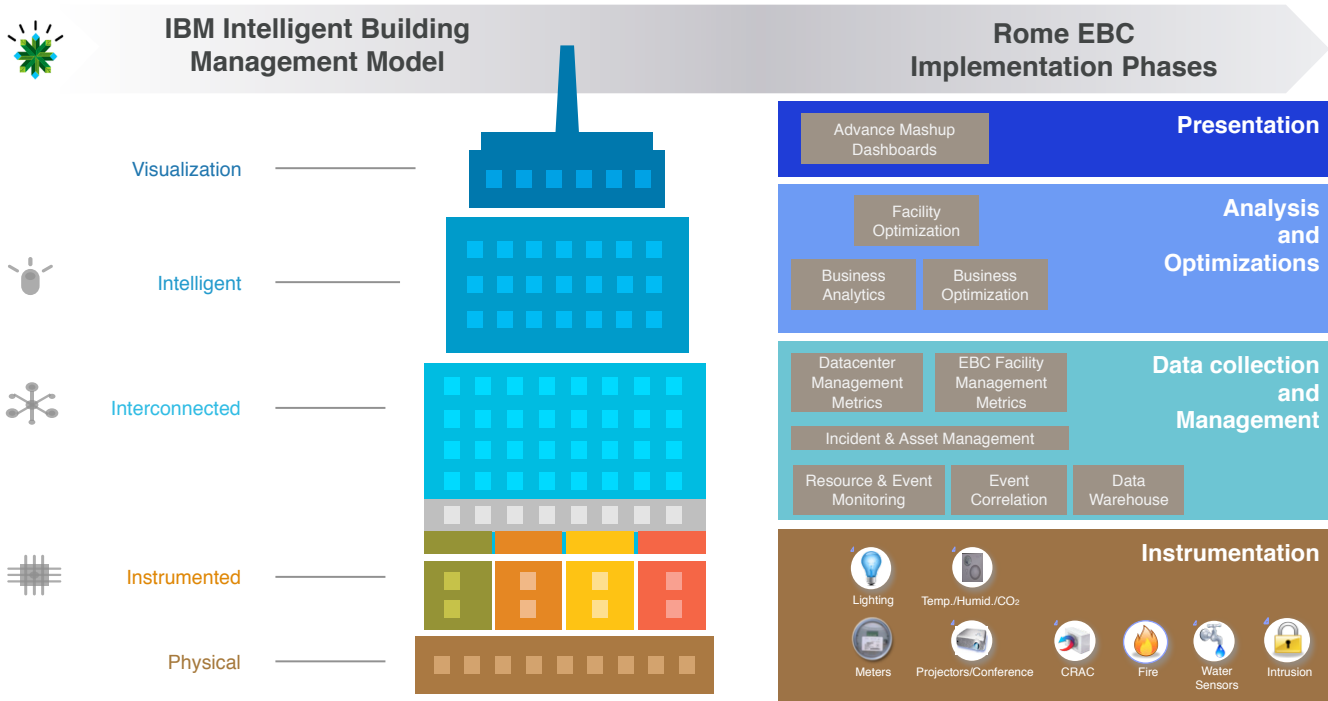 IBM Intelligent Building
Management Model
Rome EBC
Implementation Phases
Visualization
Intelligent
Interconnected
Instrumented
Physical
Presentation
Advance Mashup
Dashboards
Analysis
and
Optimizations
Facility
Optimization
Business
Analytics
Business
Optimization
Data collection
and
Management
Datacenter
Management
Metrics
EBC Facility
Management
Metrics
Incident & Asset Management
Resource & Event
Monitoring
Event
Correlation
Data
Warehouse
Instrumentation
Lighting
Temp./Humid./CO₂
Meters
Projectors/Conference
CRAC
Fire
Water
Sensors
Intrusion